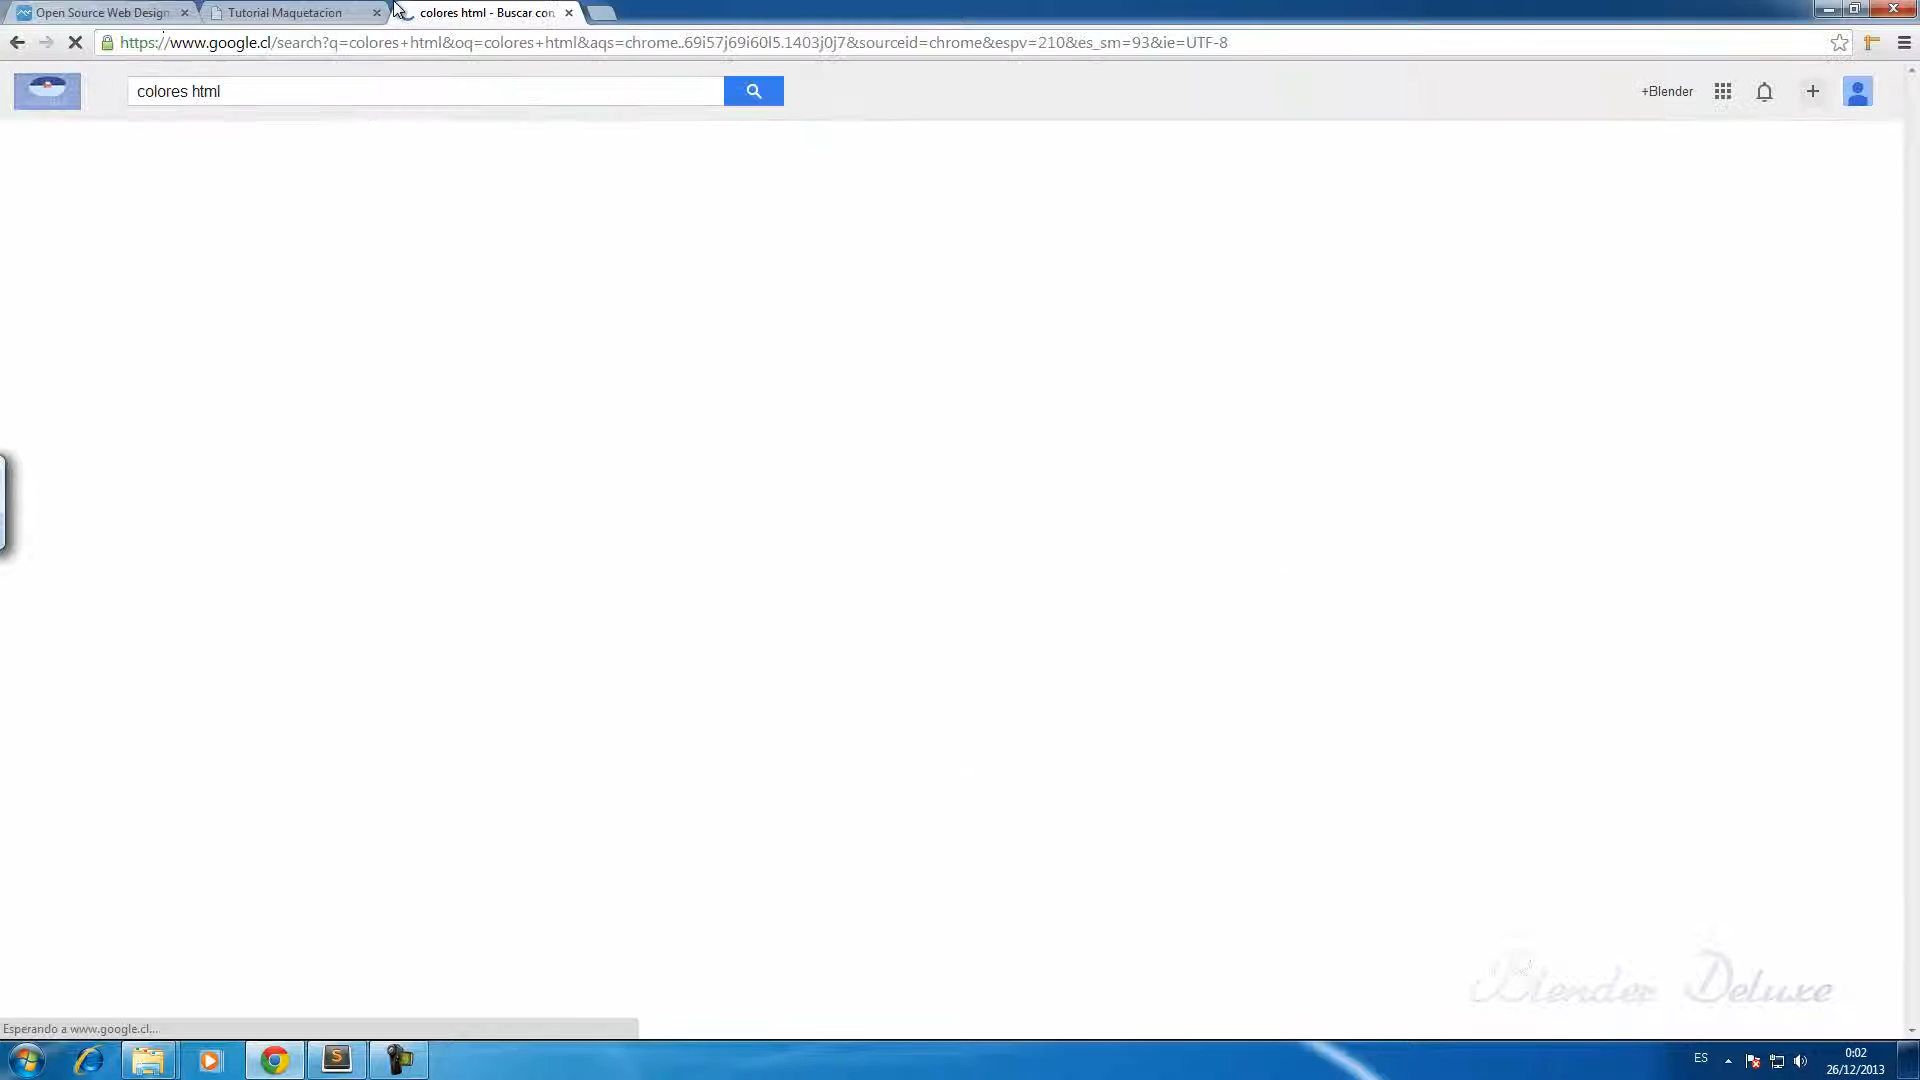 Open Source Web Design
Tutorial Maquetacion
colores html - Buscar con
https://www.google.cl/search?q=colores+html&oq=colores+html&aqs=chrome..69i57j69i60l5.1403j0j7&sourceid=chrome&espv=210&es_sm=93&ie=UTF-8
colores html
+Blender
Blender Deluxe
Esperando a www.google.cl...
ES
0:02
26/12/2013